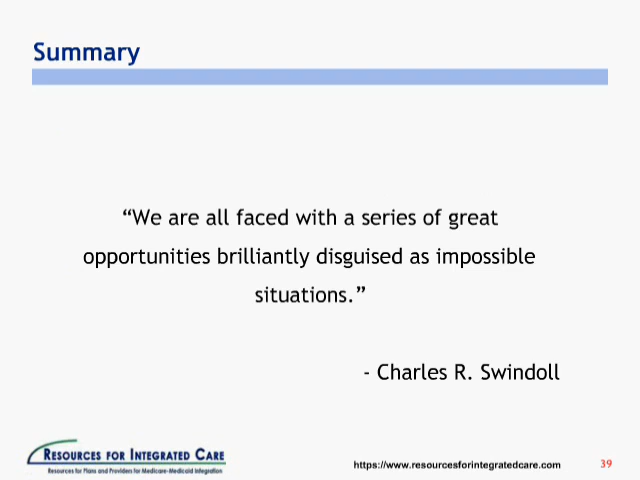 Summary
“We are all faced with a series of great
opportunities brilliantly disguised as impossible
situations.”
- Charles R. Swindoll
RESOURCES FOR INTEGRATED CARE
Resources for Plans and Providers for Medicare-Medicaid Integration
https://www.resourcesforintegratedcare.com
39